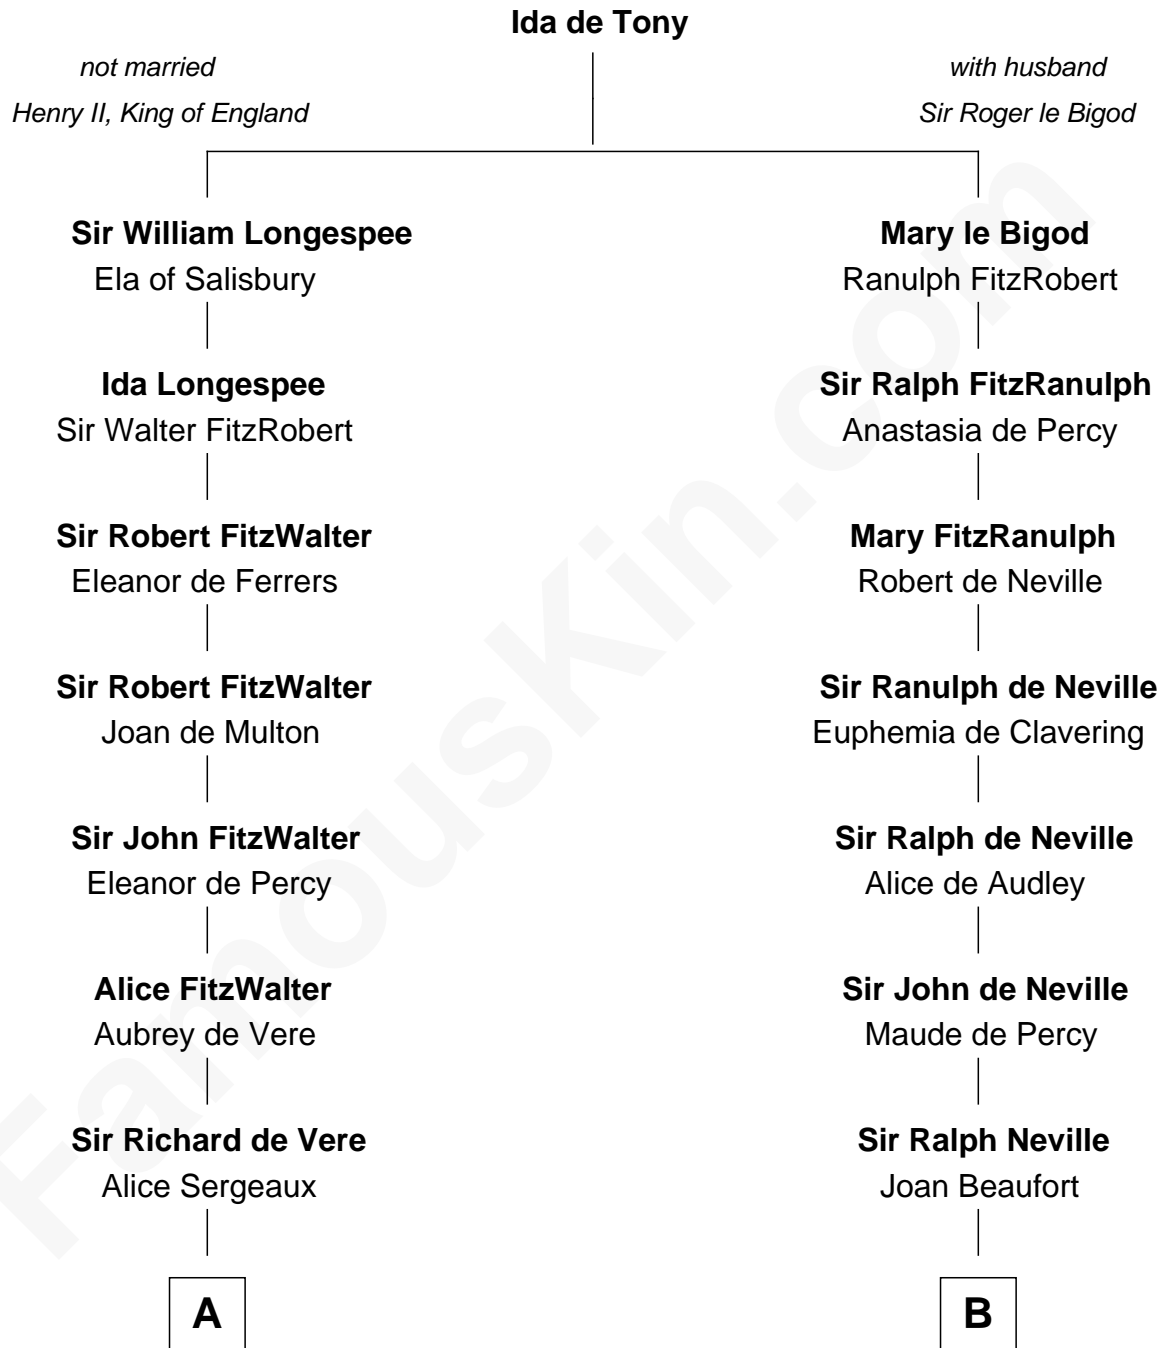 Ida de Tony
not married
with husband
Henry II, King of England
Sir Roger le Bigod
Sir William Longespee
Mary le Bigod
Ela of Salisbury
Ranulph FitzRobert
Ida Longespee
Sir Ralph FitzRanulph
Sir Walter FitzRobert
Anastasia de Percy
Sir Robert FitzWalter
Mary FitzRanulph
Eleanor de Ferrers
Robert de Neville
Sir Robert FitzWalter
Sir Ranulph de Neville
Joan de Multon
Euphemia de Clavering
Sir John FitzWalter
Sir Ralph de Neville
Eleanor de Percy
Alice de Audley
Alice FitzWalter
Sir John de Neville
Aubrey de Vere
Maude de Percy
Sir Richard de Vere
Sir Ralph Neville
Alice Sergeaux
Joan Beaufort
A
B
FamousKin.com